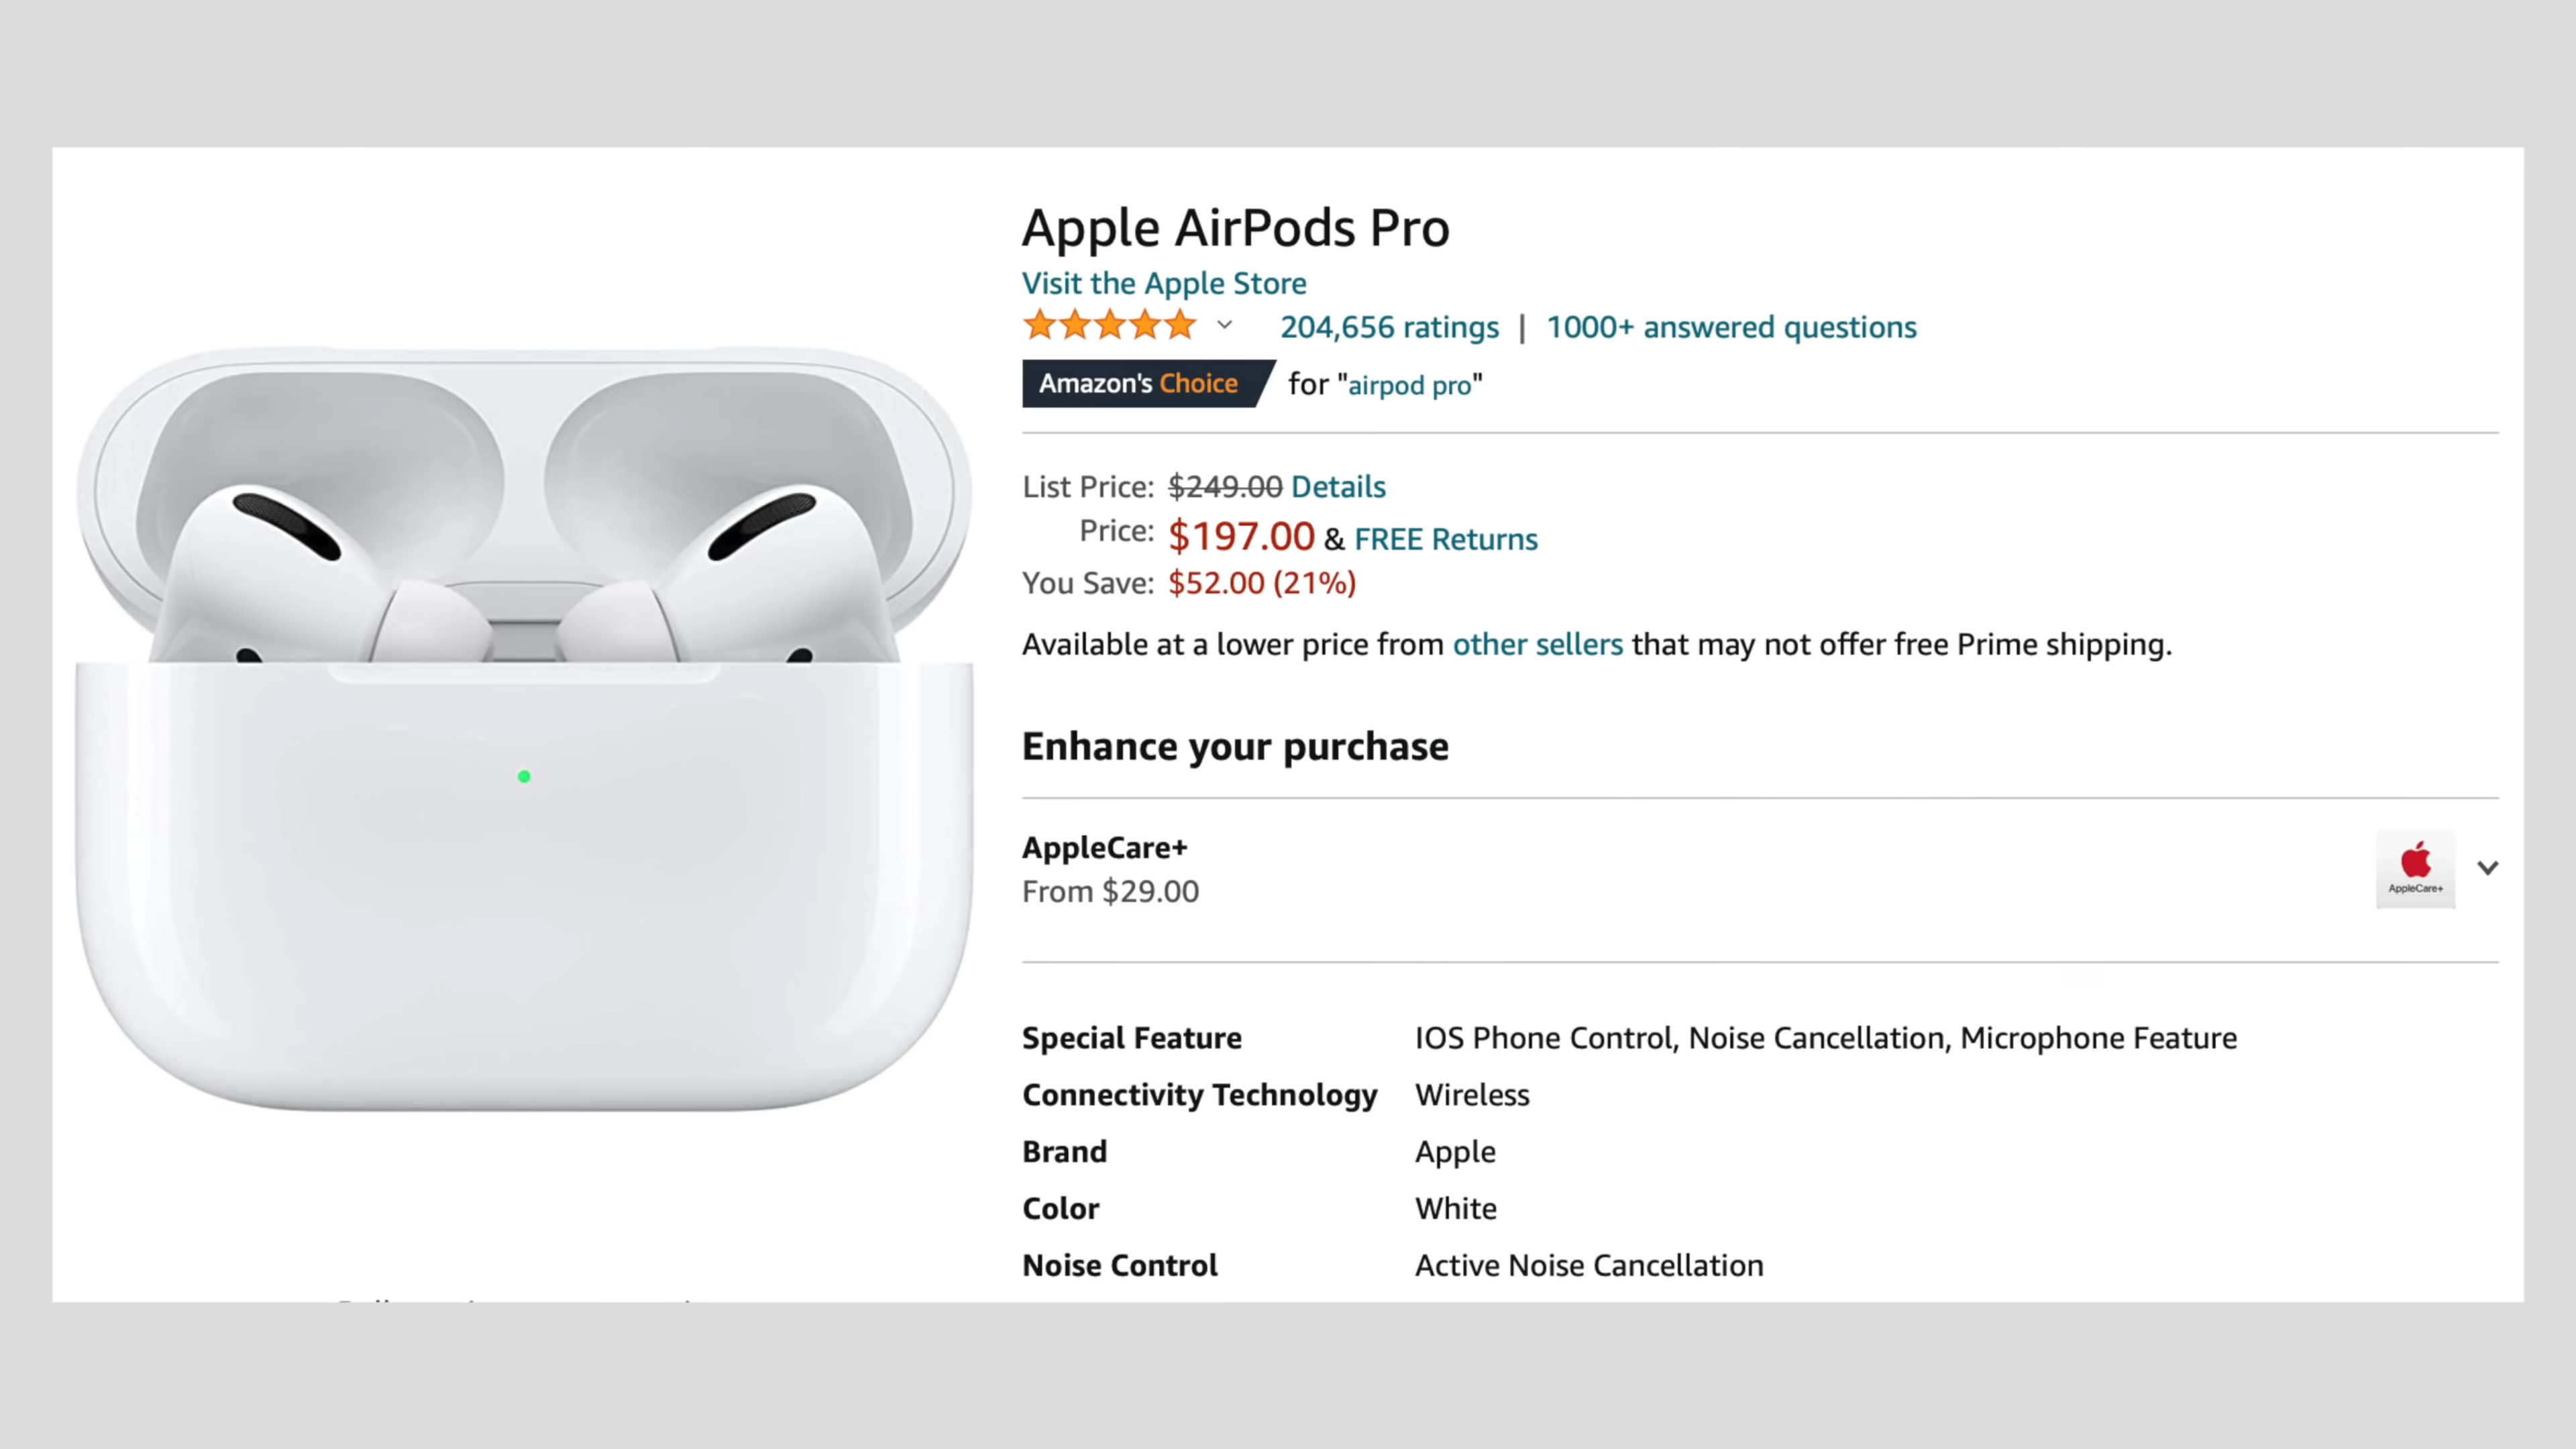 Apple AirPods Pro
Visit the Apple Store
204,656 ratings | 1000+ answered questions
Amazon's Choice for "airpod pro"
List Price: $249.00 Details
Price: $197.00 & FREE Returns
You Save: $52.00 (21%)
Available at a lower price from other sellers that may not offer free Prime shipping.
Enhance your purchase
AppleCare+
From $29.00
AppleCare+
Special Feature IOS Phone Control, Noise Cancellation, Microphone Feature
Connectivity Technology Wireless
Brand Apple
Color White
Noise Control Active Noise Cancellation